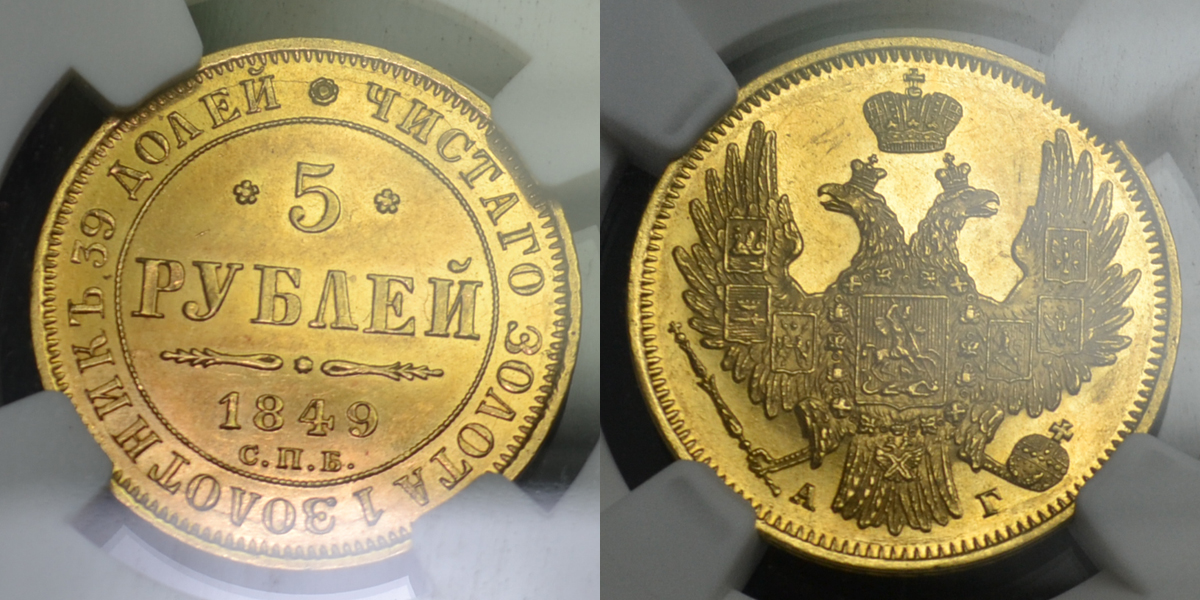 ЧИСТАГО ЗОЛОТА 1 ЗОЛОТНИКЪ 39 ДОЛЕЙ
5
РУБЛЕЙ
1849
С.П.Б.
А Г